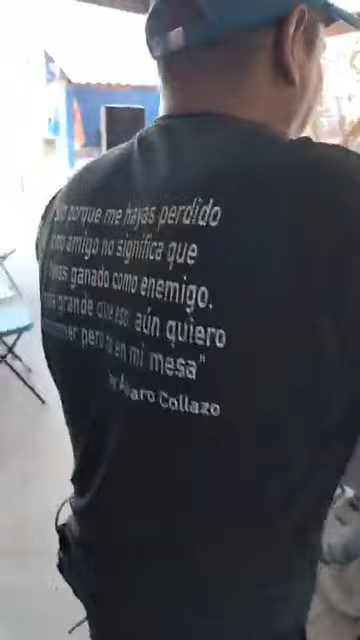 porque me hayas perdido
amigo no significa que
ganado como enemigo.
grande que eso, aún quiero
pero no en mi mesa"
by Álvaro Collazo